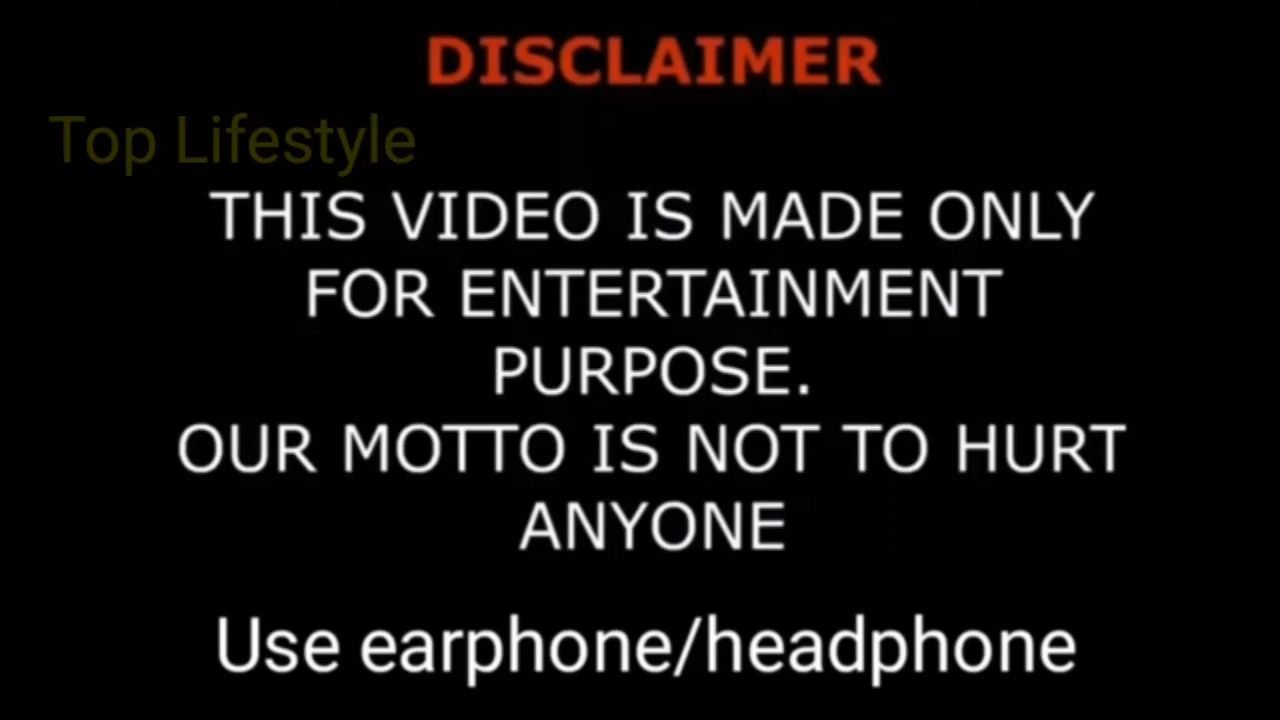 DISCLAIMER
Top Lifestyle
THIS VIDEO IS MADE ONLY
FOR ENTERTAINMENT
PURPOSE.
OUR MOTTO IS NOT TO HURT
ANYONE
Use earphone/headphone